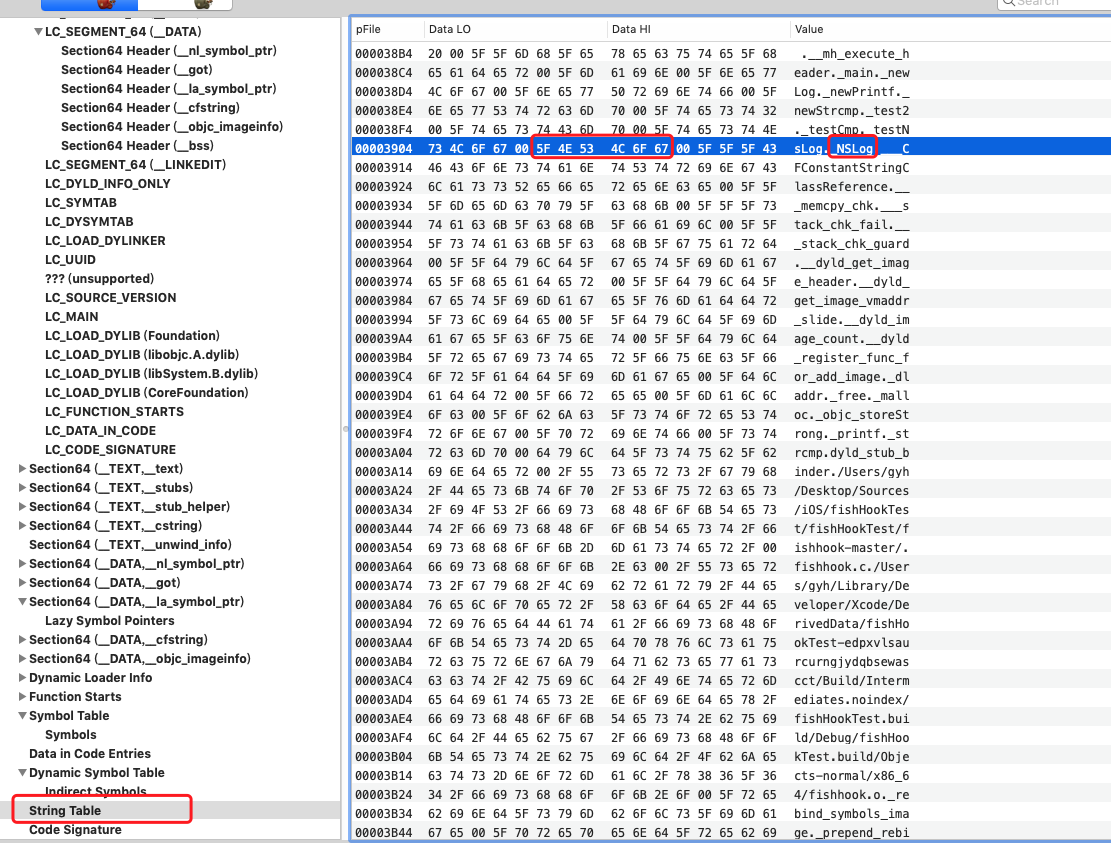 Search
LC_SEGMENT_64 (__DATA)
Section64 Header (__nl_symbol_ptr)
Section64 Header (__got)
Section64 Header (__la_symbol_ptr)
Section64 Header (__cfstring)
Section64 Header (__objc_imageinfo)
Section64 Header (__bss)
LC_SEGMENT_64 (__LINKEDIT)
LC_DYLD_INFO_ONLY
LC_SYMTAB
LC_DYSYMTAB
LC_LOAD_DYLINKER
LC_UUID
??? (unsupported)
LC_SOURCE_VERSION
LC_MAIN
LC_LOAD_DYLIB (Foundation)
LC_LOAD_DYLIB (libobjc.A.dylib)
LC_LOAD_DYLIB (libSystem.B.dylib)
LC_LOAD_DYLIB (CoreFoundation)
LC_FUNCTION_STARTS
LC_DATA_IN_CODE
LC_CODE_SIGNATURE
Section64 (__TEXT,__text)
Section64 (__TEXT,__stubs)
Section64 (__TEXT,__stub_helper)
Section64 (__TEXT,__cstring)
Section64 (__TEXT,__unwind_info)
Section64 (__DATA,__nl_symbol_ptr)
Section64 (__DATA,__got)
Section64 (__DATA,__la_symbol_ptr)
Lazy Symbol Pointers
Section64 (__DATA,__cfstring)
Section64 (__DATA,__objc_imageinfo)
Dynamic Loader Info
Function Starts
Symbol Table
Symbols
Data in Code Entries
Dynamic Symbol Table
Indirect Symbols
String Table
Code Signature
pFile Data LO Data HI Value
000038B4 20 00 5F 5F 6D 68 5F 65 78 65 63 75 74 65 5F 68 .__mh_execute_h
000038C4 65 61 64 65 72 00 5F 6D 61 69 6E 00 5F 6E 65 77 eader._main._new
000038D4 4C 6F 67 00 5F 6E 65 77 50 72 69 6E 74 66 00 5F Log._newPrintf._
000038E4 6E 65 77 53 74 72 63 6D 70 00 5F 74 65 73 74 32 newStrcmp._test2
000038F4 00 5F 74 65 73 74 43 6D 70 00 5F 74 65 73 74 4E ._testCmp._testN
00003904 73 4C 6F 67 00 5F 4E 53 4C 6F 67 00 5F 5F 5F 43 sLog._NSLog.___C
00003914 46 43 6F 6E 73 74 61 6E 74 53 74 72 69 6E 67 43 FConstantStringC
00003924 6C 61 73 73 52 65 66 65 72 65 6E 63 65 00 5F 5F lassReference.__
00003934 5F 6D 65 6D 63 70 79 5F 63 68 6B 00 5F 5F 5F 73 _memcpy_chk.___s
00003944 74 61 63 6B 5F 63 68 6B 5F 66 61 69 6C 00 5F 5F tack_chk_fail.__
00003954 5F 73 74 61 63 6B 5F 63 68 6B 5F 67 75 61 72 64 _stack_chk_guard
00003964 00 5F 5F 64 79 6C 64 5F 67 65 74 5F 69 6D 61 67 .__dyld_get_imag
00003974 65 5F 68 65 61 64 65 72 00 5F 5F 64 79 6C 64 5F e_header.__dyld_
00003984 67 65 74 5F 69 6D 61 67 65 5F 76 6D 61 64 64 72 get_image_vmaddr
00003994 5F 73 6C 69 64 65 00 5F 5F 64 79 6C 64 5F 69 6D _slide.__dyld_im
000039A4 61 67 65 5F 63 6F 75 6E 74 00 5F 5F 64 79 6C 64 age_count.__dyld
000039B4 5F 72 65 67 69 73 74 65 72 5F 66 75 6E 63 5F 66 _register_func_f
000039C4 6F 72 5F 61 64 64 5F 69 6D 61 67 65 00 5F 64 6C or_add_image._dl
000039D4 61 64 64 72 00 5F 66 72 65 65 00 5F 6D 61 6C 6C addr._free._mall
000039E4 6F 63 00 5F 6F 62 6A 63 5F 73 74 6F 72 65 53 74 oc._objc_storeSt
000039F4 72 6F 6E 67 00 5F 70 72 69 6E 74 66 00 5F 73 74 rong._printf._st
00003A04 72 63 6D 70 00 64 79 6C 64 5F 73 74 75 62 5F 62 rcmp.dyld_stub_b
00003A14 69 6E 64 65 72 00 2F 55 73 65 72 73 2F 67 79 68 inder./Users/gyh
00003A24 2F 44 65 73 6B 74 6F 70 2F 53 6F 75 72 63 65 73 /Desktop/Sources
00003A34 2F 69 4F 53 2F 66 69 73 68 48 6F 6F 6B 54 65 73 /iOS/fishHookTes
00003A44 74 2F 66 69 73 68 48 6F 6F 6B 54 65 73 74 2F 66 t/fishHookTest/f
00003A54 69 73 68 68 6F 6F 6B 2D 6D 61 73 74 65 72 2F 00 ishhook-master/.
00003A64 66 69 73 68 68 6F 6F 6B 2E 63 00 2F 55 73 65 72 fishhook.c./User
00003A74 73 2F 67 79 68 2F 4C 69 62 72 61 72 79 2F 44 65 s/gyh/Library/De
00003A84 76 65 6C 6F 70 65 72 2F 58 63 6F 64 65 2F 44 65 veloper/Xcode/De
00003A94 72 69 76 65 64 44 61 74 61 2F 66 69 73 68 48 6F rivedData/fishHo
00003AA4 6F 6B 54 65 73 74 2D 65 64 70 78 76 6C 73 61 75 okTest-edpxvlsau
00003AB4 72 63 75 72 6E 67 6A 79 64 71 62 73 65 77 61 73 rcurngjydqbsewas
00003AC4 63 63 74 2F 42 75 69 6C 64 2F 49 6E 74 65 72 6D cct/Build/Interm
00003AD4 65 64 69 61 74 65 73 2E 6E 6F 69 6E 64 65 78 2F ediates.noindex/
00003AE4 66 69 73 68 48 6F 6F 6B 54 65 73 74 2E 62 75 69 fishHookTest.bui
00003AF4 6C 64 2F 44 65 62 75 67 2F 66 69 73 68 48 6F 6F ld/Debug/fishHoo
00003B04 6B 54 65 73 74 2E 62 75 69 6C 64 2F 4F 62 6A 65 kTest.build/Obje
00003B14 63 74 73 2D 6E 6F 72 6D 61 6C 2F 78 38 36 5F 36 cts-normal/x86_6
00003B24 34 2F 66 69 73 68 68 6F 6F 6B 2E 6F 00 5F 72 65 4/fishhook.o._re
00003B34 62 69 6E 64 5F 73 79 6D 62 6F 6C 73 5F 69 6D 61 bind_symbols_ima
00003B44 67 65 00 5F 70 72 65 70 65 6E 64 5F 72 65 62 69 ge._prepend_rebi